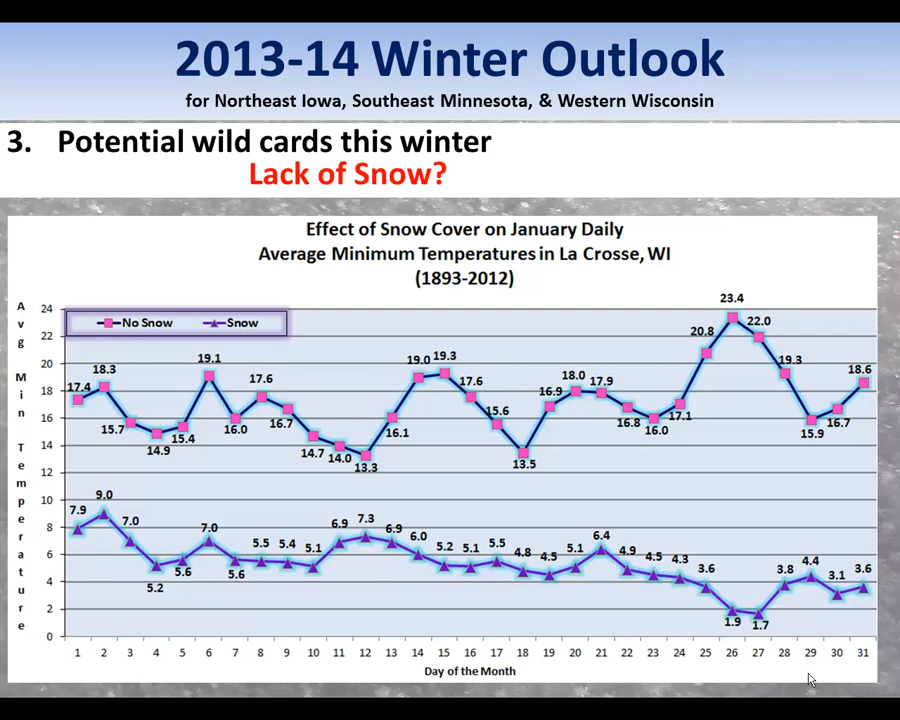 2013-14 Winter Outlook
for Northeast Iowa, Southeast Minnesota, & Western Wisconsin
3. Potential wild cards this winter
Lack of Snow?
Effect of Snow Cover on January Daily
Average Minimum Temperatures in La Crosse, WI
(1893-2012)
Avg Min Temperature
No Snow
Snow
24
22
20
18
16
14
12
10
8
6
4
2
0
17.4 18.3 15.7 14.9 15.4 19.1 16.0 17.6 16.7 14.7 14.0 13.3 16.1 19.0 19.3 17.6 15.6 13.5 16.9 18.0 17.9 16.8 16.0 17.1 20.8 23.4 22.0 19.3 15.9 16.7 18.6
7.9 9.0 7.0 5.2 5.6 7.0 5.6 5.5 5.4 5.1 6.9 7.3 6.9 6.0 5.2 5.1 5.5 4.8 4.5 5.1 6.4 4.9 4.5 4.3 3.6 1.9 1.7 3.8 4.4 3.1 3.6
1 2 3 4 5 6 7 8 9 10 11 12 13 14 15 16 17 18 19 20 21 22 23 24 25 26 27 28 29 30 31
Day of the Month